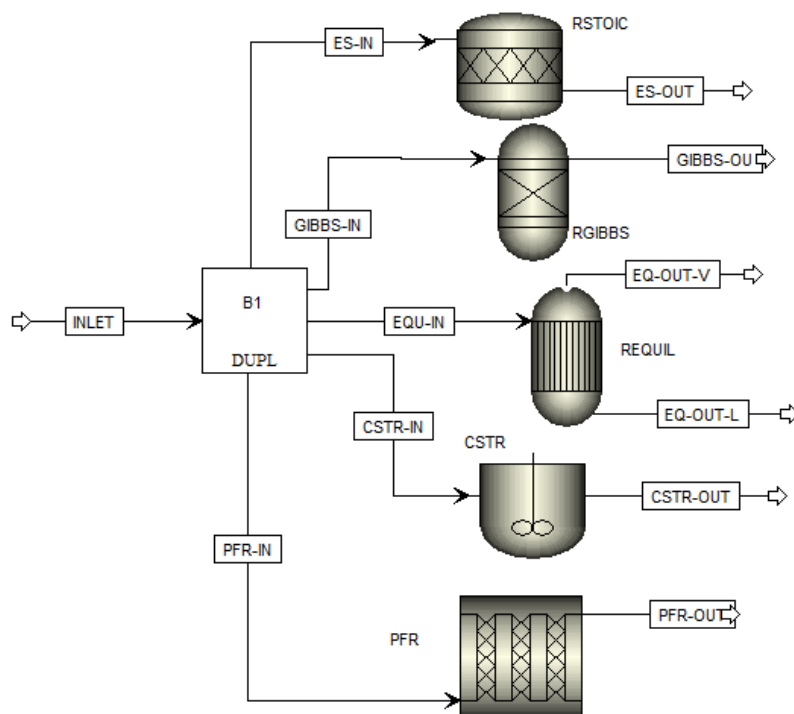 RSTOIC
ES-IN
ES-OUT
GIBBS-OU
GIBBS-IN
RGIBBS
EQ-OUT-V
B1
INLET
EQU-IN
REQUIL
DUPL
EQ-OUT-L
CSTR-IN
CSTR
CSTR-OUT
PFR-IN
PFR-OUT
PFR